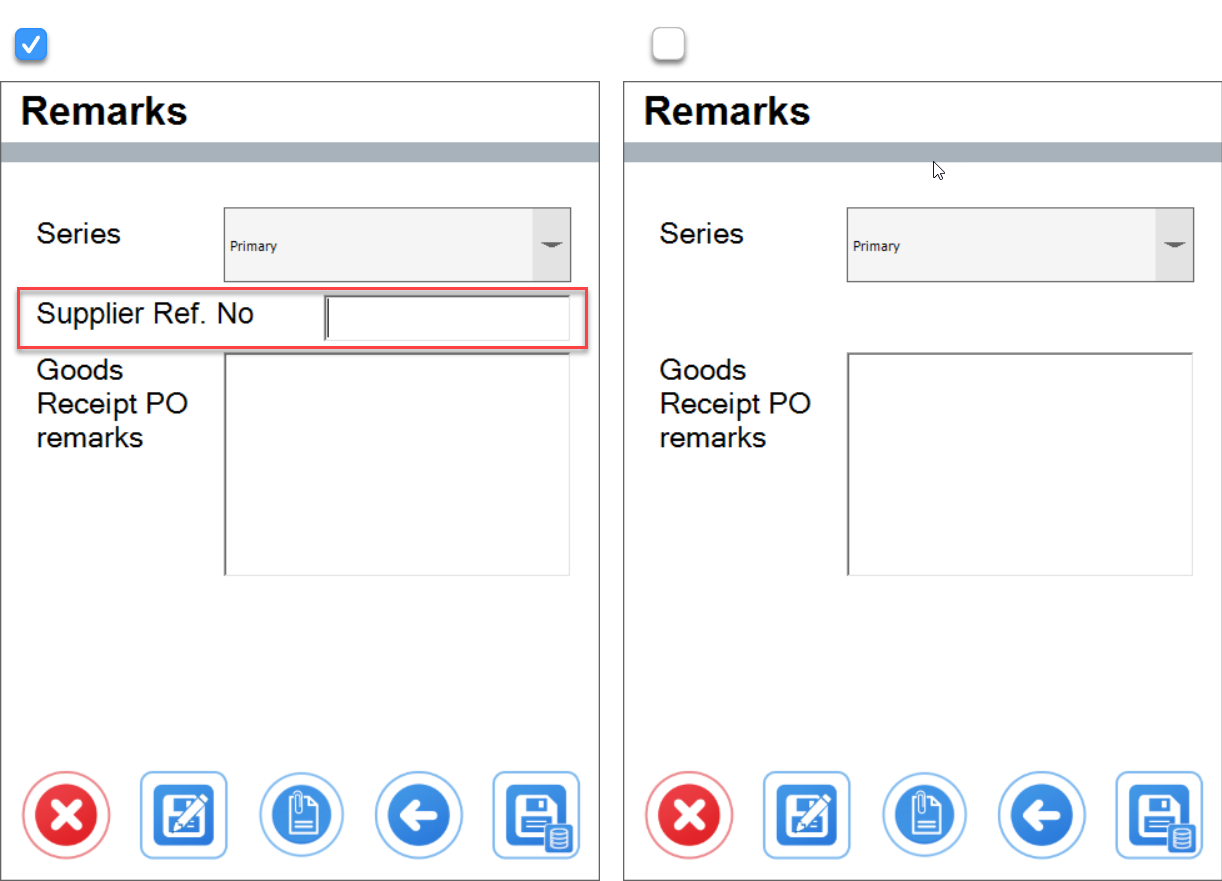 Remarks
Series
Primary
Supplier Ref. No
Goods
Receipt PO
remarks
Remarks
Series
Primary
Goods
Receipt PO
remarks